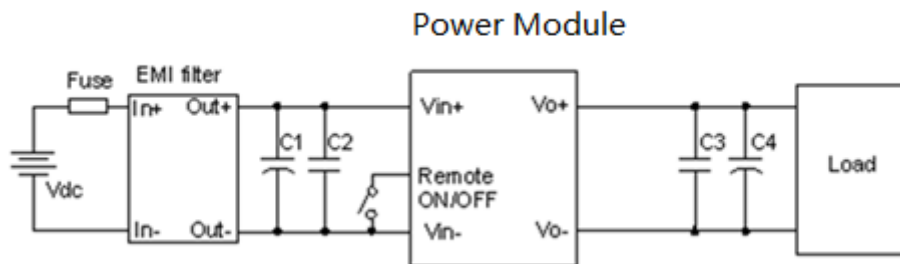 Power Module
Fuse
EMI filter
In+
Out+
Vin+
Vo+
C1
C2
C3
C4
Vdc
Remote
ON/OFF
Load
In-
Out-
Vin-
Vo-